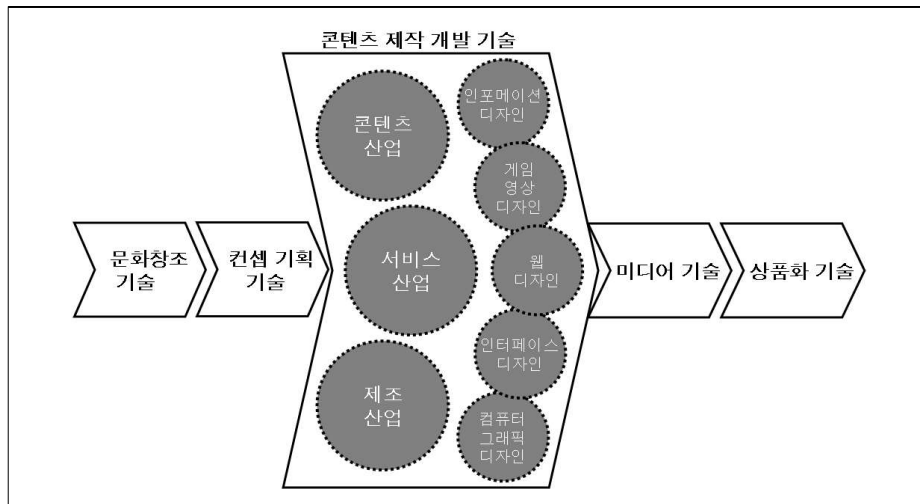 콘텐츠 제작 개발 기술
문화창조
기술
컨셉 기획
기술
콘텐츠
산업
서비스
산업
제조
산업
인포메이션
디자인
게임
영상
디자인
웹
디자인
인터페이스
디자인
컴퓨터
그래픽
디자인
미디어 기술
상품화 기술